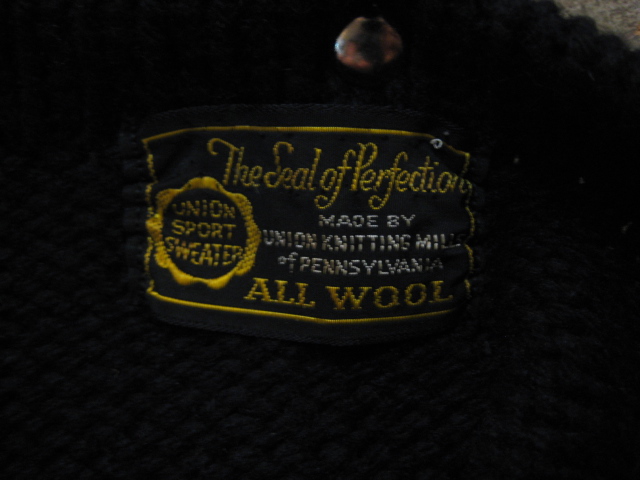 The Seal of Perfection
UNION
SPORT
SWEATER
MADE BY
UNION KNITTING MILLS
of PENNSYLVANIA
ALL WOOL